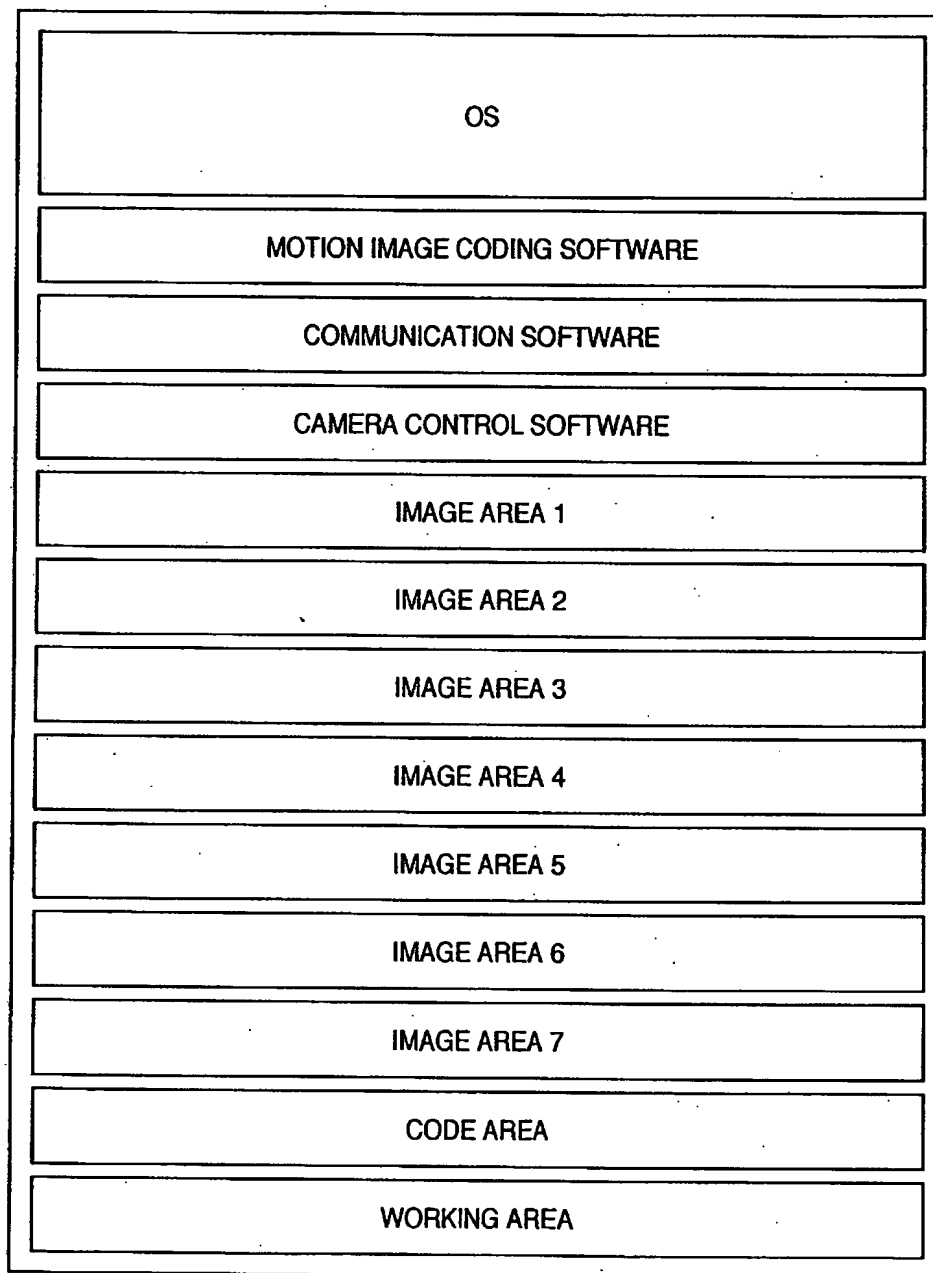 OS
MOTION IMAGE CODING SOFTWARE
COMMUNICATION SOFTWARE
CAMERA CONTROL SOFTWARE
IMAGE AREA 1
IMAGE AREA 2
IMAGE AREA 3
IMAGE AREA 4
IMAGE AREA 5
IMAGE AREA 6
IMAGE AREA 7
CODE AREA
WORKING AREA